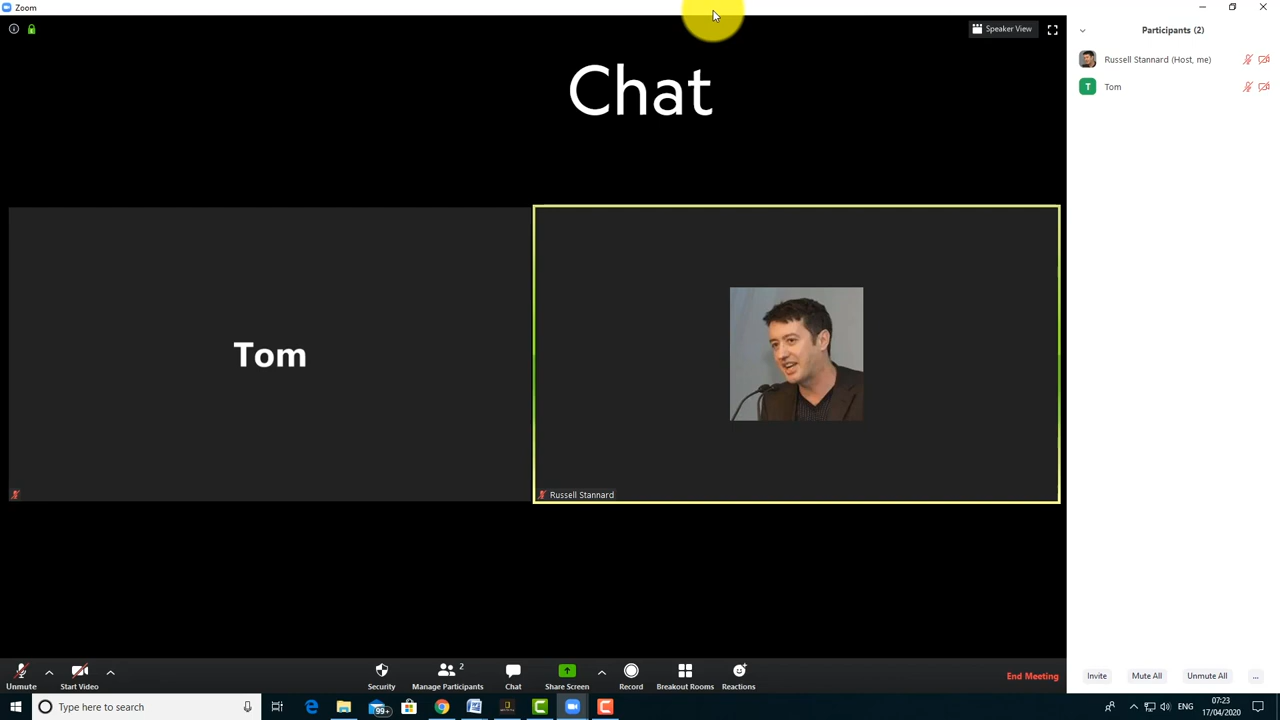 Zoom
Speaker View
Participants (2)
Chat
Russell Stannard (Host, me)
T
Tom
Tom
Russell Stannard
2
Unmute
Start Video
Security
Manage Participants
Chat
Share Screen
Record
Breakout Rooms
Reactions
End Meeting
Invite
Mute All
Unmute All
...
Type here to search
99+
ENG
07:23
17/04/2020